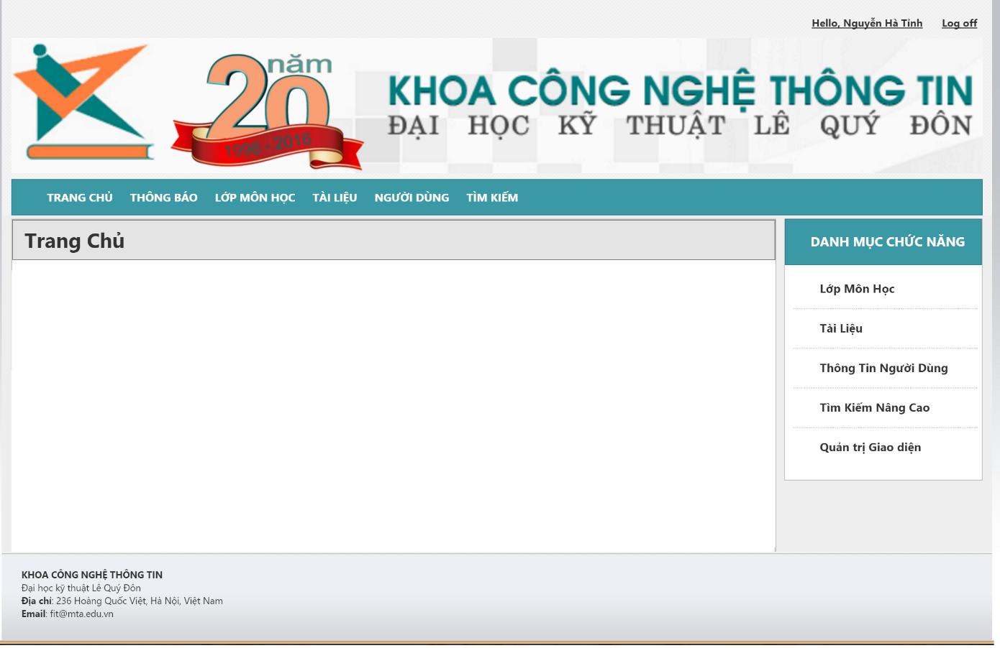 Hello, Nguyễn Hà Tỉnh Log off
năm
20
1996 - 2016
KHOA CÔNG NGHỆ THÔNG TIN
ĐẠI HỌC KỸ THUẬT LÊ QUÝ ĐÔN
TRANG CHỦ THÔNG BÁO LỚP MÔN HỌC TÀI LIỆU NGƯỜI DÙNG TÌM KIẾM
Trang Chủ
DANH MỤC CHỨC NĂNG
Lớp Môn Học
Tài Liệu
Thông Tin Người Dùng
Tìm Kiếm Nâng Cao
Quản trị Giao diện
KHOA CÔNG NGHỆ THÔNG TIN
Đại học kỹ thuật Lê Quý Đôn
Địa chỉ: 236 Hoàng Quốc Việt, Hà Nội, Việt Nam
Email: fit@mta.edu.vn